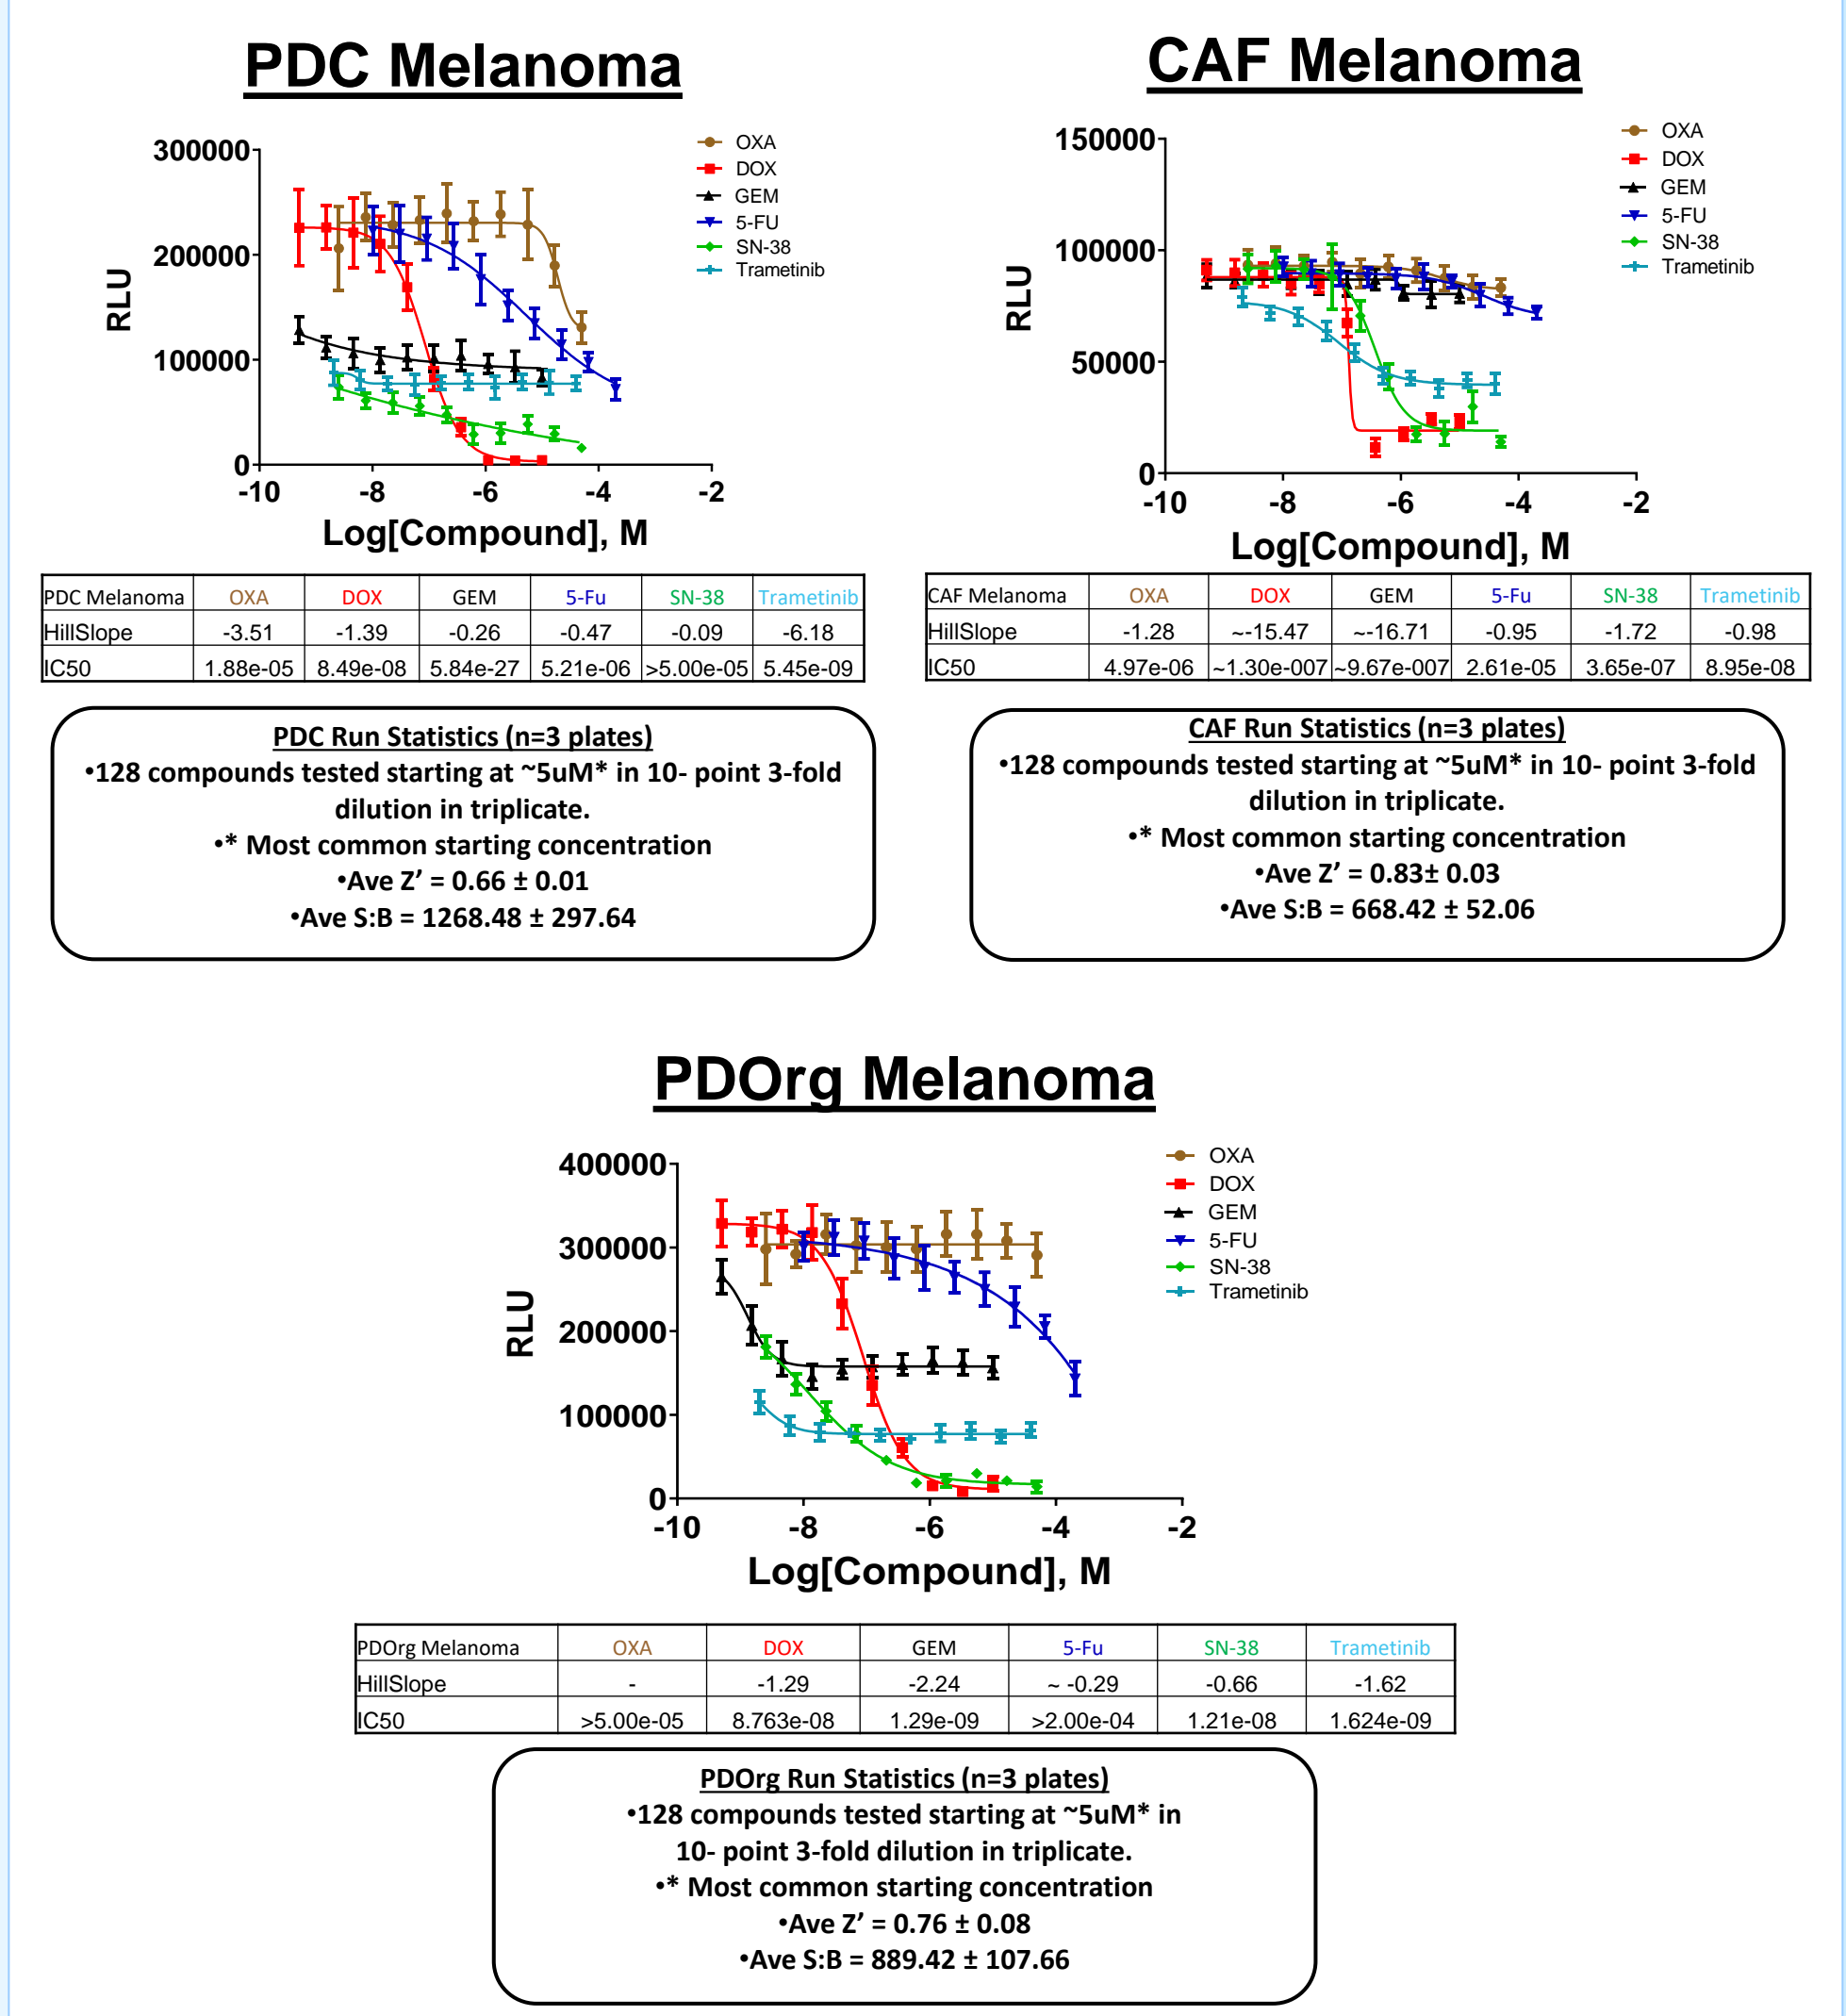 PDC Melanoma
300000
200000
100000
0
-10
-8
-6
-4
-2
RLU
Log[Compound], M
OXA
DOX
GEM
5-FU
SN-38
Trametinib
PDC Melanoma OXA DOX GEM 5-Fu SN-38 Trametinib
HillSlope -3.51 -1.39 -0.26 -0.47 -0.09 -6.18
IC50 1.88e-05 8.49e-08 5.84e-27 5.21e-06 >5.00e-05 5.45e-09
PDC Run Statistics (n=3 plates)
•128 compounds tested starting at ~5uM* in 10- point 3-fold
dilution in triplicate.
•* Most common starting concentration
•Ave Z’ = 0.66 ± 0.01
•Ave S:B = 1268.48 ± 297.64
CAF Melanoma
150000
100000
50000
0
-10
-8
-6
-4
-2
RLU
Log[Compound], M
OXA
DOX
GEM
5-FU
SN-38
Trametinib
CAF Melanoma OXA DOX GEM 5-Fu SN-38 Trametinib
HillSlope -1.28 ~-15.47 ~-16.71 -0.95 -1.72 -0.98
IC50 4.97e-06 ~1.30e-007 ~9.67e-007 2.61e-05 3.65e-07 8.95e-08
CAF Run Statistics (n=3 plates)
•128 compounds tested starting at ~5uM* in 10- point 3-fold
dilution in triplicate.
•* Most common starting concentration
•Ave Z’ = 0.83± 0.03
•Ave S:B = 668.42 ± 52.06
PDOrg Melanoma
400000
300000
200000
100000
0
-10
-8
-6
-4
-2
RLU
Log[Compound], M
OXA
DOX
GEM
5-FU
SN-38
Trametinib
PDOrg Melanoma OXA DOX GEM 5-Fu SN-38 Trametinib
HillSlope - -1.29 -2.24 ~ -0.29 -0.66 -1.62
IC50 >5.00e-05 8.763e-08 1.29e-09 >2.00e-04 1.21e-08 1.624e-09
PDOrg Run Statistics (n=3 plates)
•128 compounds tested starting at ~5uM* in
10- point 3-fold dilution in triplicate.
•* Most common starting concentration
•Ave Z’ = 0.76 ± 0.08
•Ave S:B = 889.42 ± 107.66